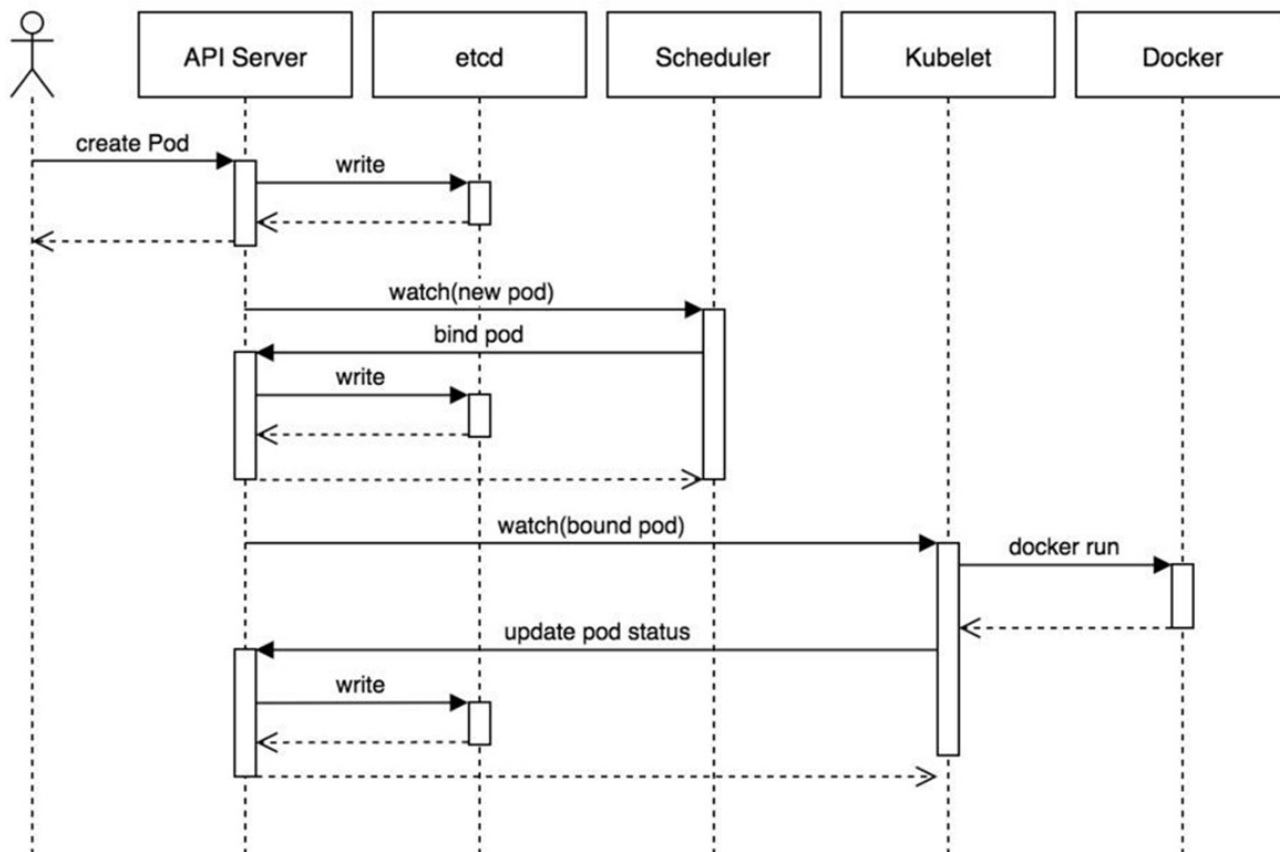 API Server
etcd
Scheduler
Kubelet
Docker
create Pod
write
watch(new pod)
bind pod
write
watch(bound pod)
docker run
update pod status
write